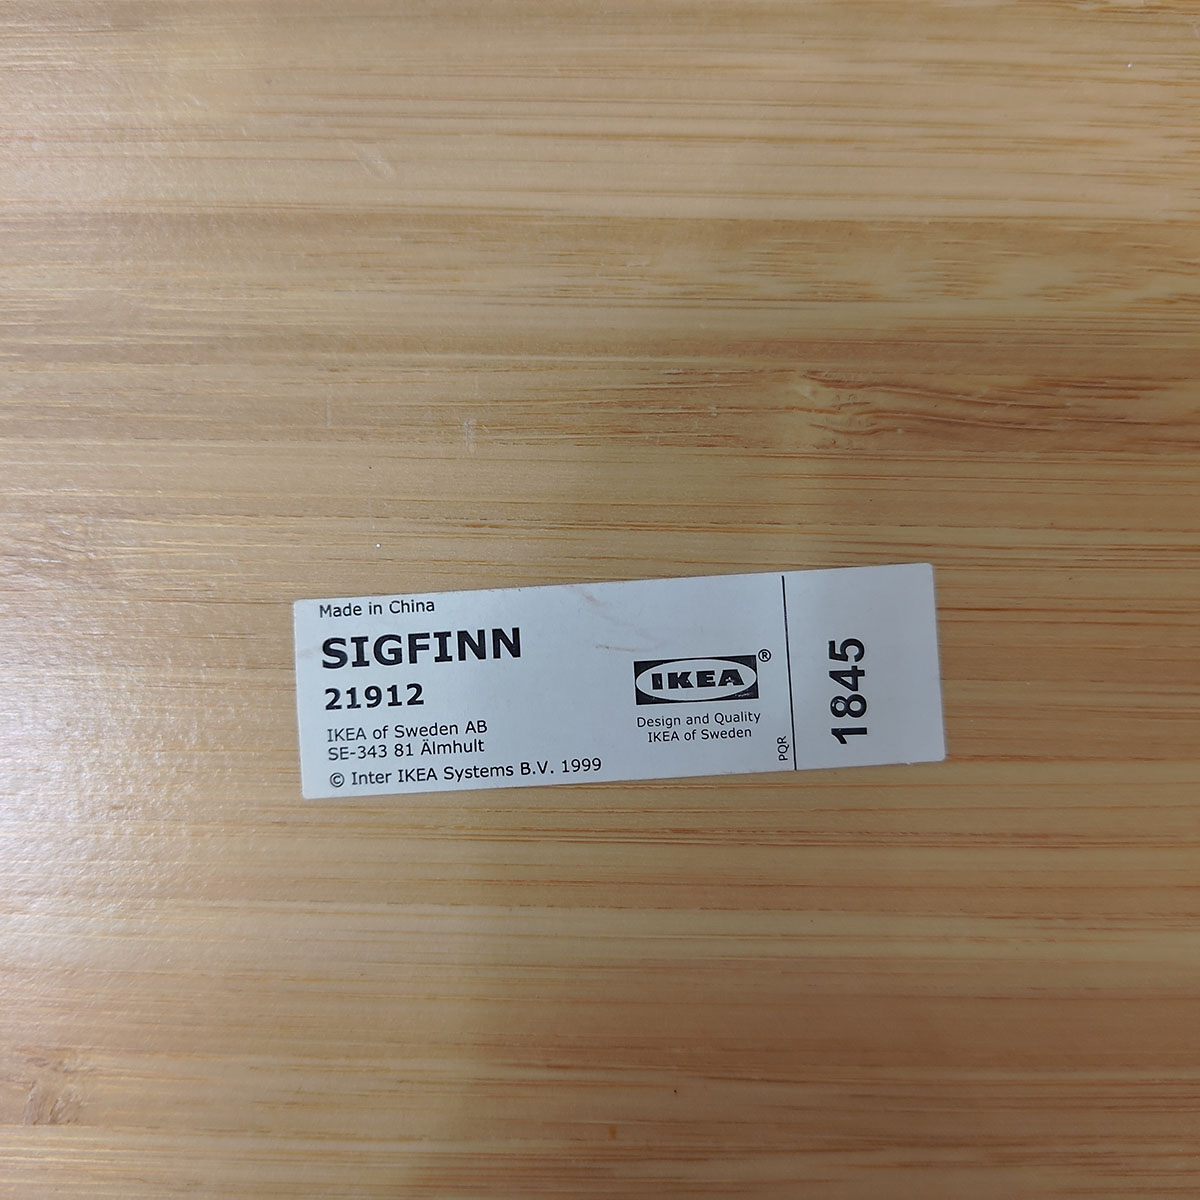 Made in China
SIGFINN
21912
IKEA of Sweden AB
SE-343 81 Älmhult
© Inter IKEA Systems B.V. 1999
IKEA®
Design and Quality
IKEA of Sweden
PQR
1845